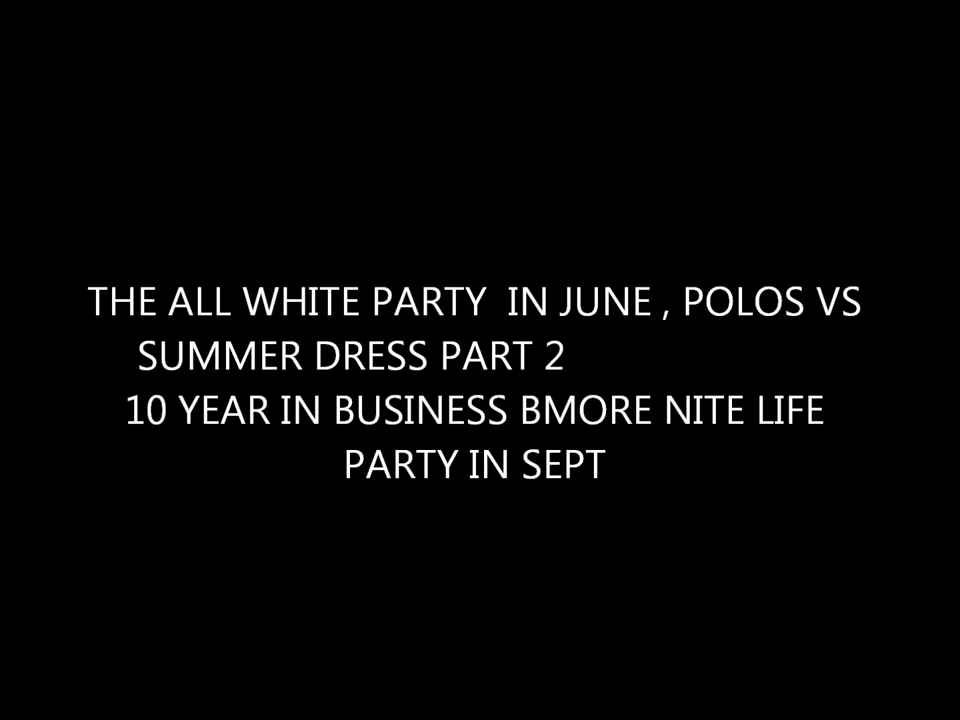 THE ALL WHITE PARTY  IN JUNE , POLOS VS
SUMMER DRESS PART 2
10 YEAR IN BUSINESS BMORE NITE LIFE
PARTY IN SEPT